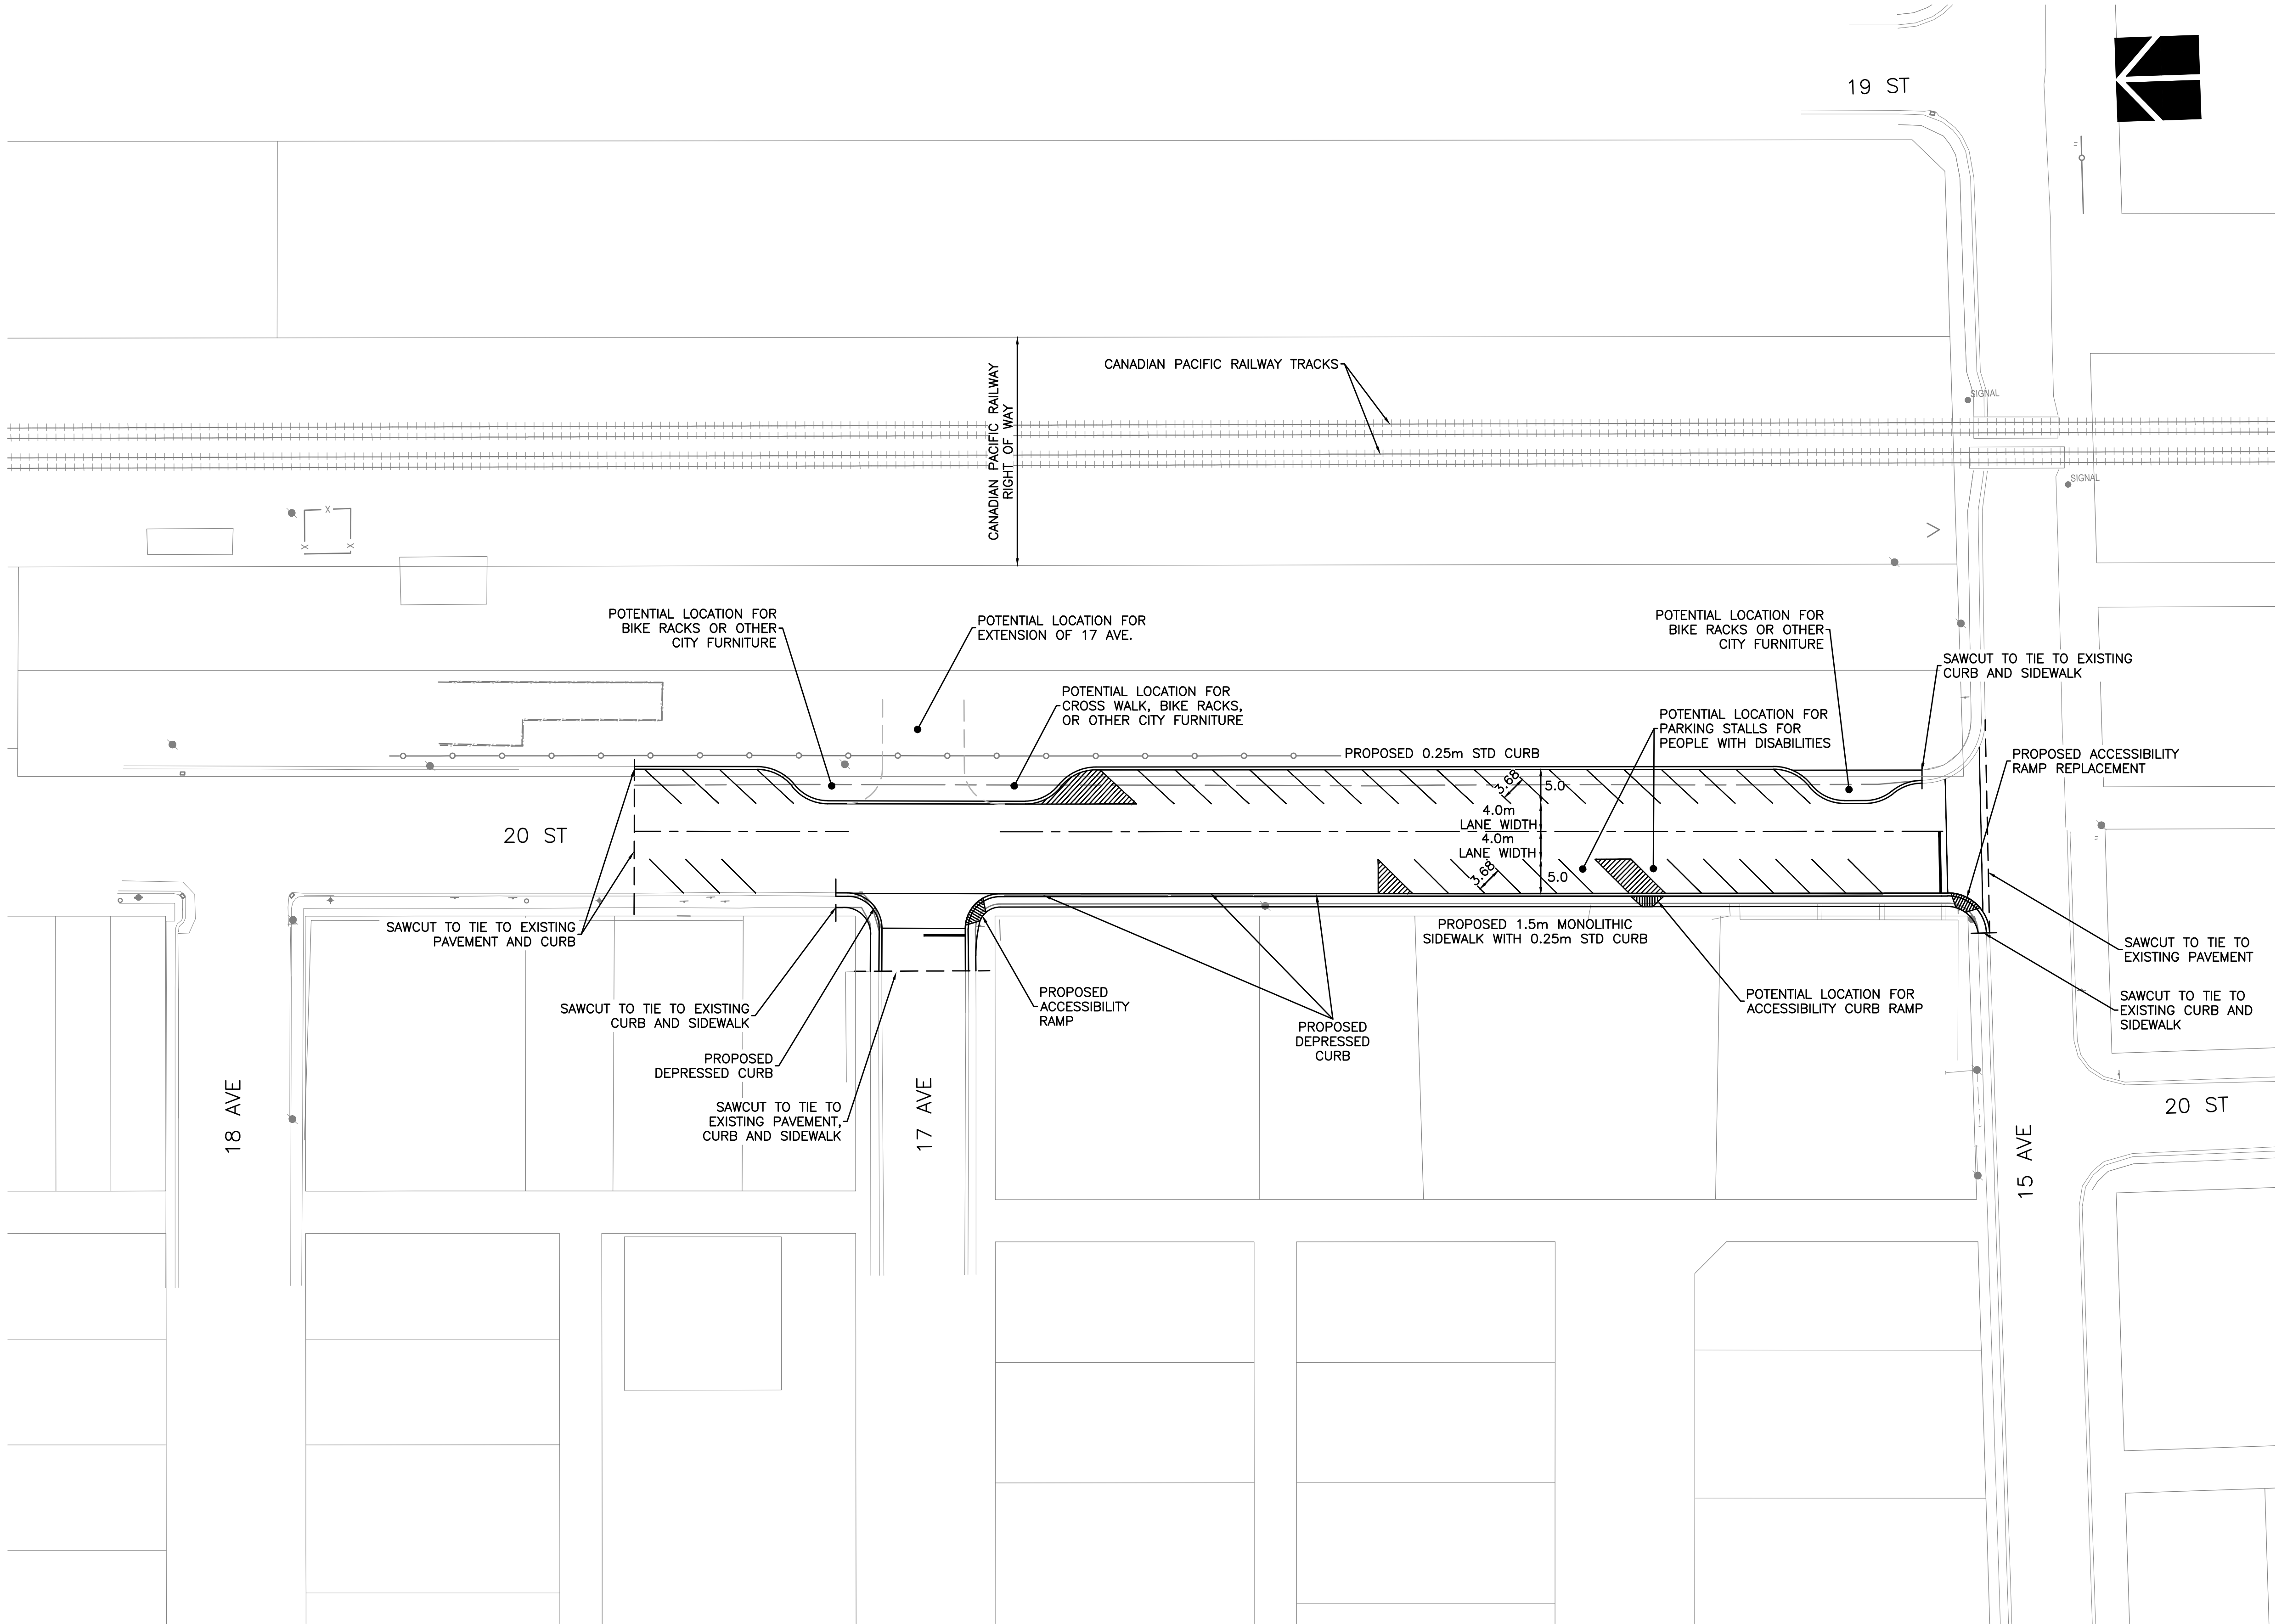 19 ST
CANADIAN PACIFIC RAILWAY TRACKS
CANADIAN PACIFIC RAILWAY
RIGHT OF WAY
SIGNAL
SIGNAL
X
X
X
POTENTIAL LOCATION FOR
BIKE RACKS OR OTHER
CITY FURNITURE
POTENTIAL LOCATION FOR
EXTENSION OF 17 AVE.
POTENTIAL LOCATION FOR
BIKE RACKS OR OTHER
CITY FURNITURE
SAWCUT TO TIE TO EXISTING
CURB AND SIDEWALK
POTENTIAL LOCATION FOR
CROSS WALK, BIKE RACKS,
OR OTHER CITY FURNITURE
POTENTIAL LOCATION FOR
PARKING STALLS FOR
PEOPLE WITH DISABILITIES
PROPOSED 0.25m STD CURB
PROPOSED ACCESSIBILITY
RAMP REPLACEMENT
3.68
5.0
4.0m
LANE WIDTH
4.0m
LANE WIDTH
3.68
5.0
20 ST
SAWCUT TO TIE TO EXISTING
PAVEMENT AND CURB
PROPOSED 1.5m MONOLITHIC
SIDEWALK WITH 0.25m STD CURB
SAWCUT TO TIE TO
EXISTING PAVEMENT
SAWCUT TO TIE TO EXISTING
CURB AND SIDEWALK
PROPOSED
ACCESSIBILITY
RAMP
POTENTIAL LOCATION FOR
ACCESSIBILITY CURB RAMP
SAWCUT TO TIE TO
EXISTING CURB AND
SIDEWALK
PROPOSED
DEPRESSED
CURB
PROPOSED
DEPRESSED CURB
SAWCUT TO TIE TO
EXISTING PAVEMENT,
CURB AND SIDEWALK
18 AVE
17 AVE
15 AVE
20 ST